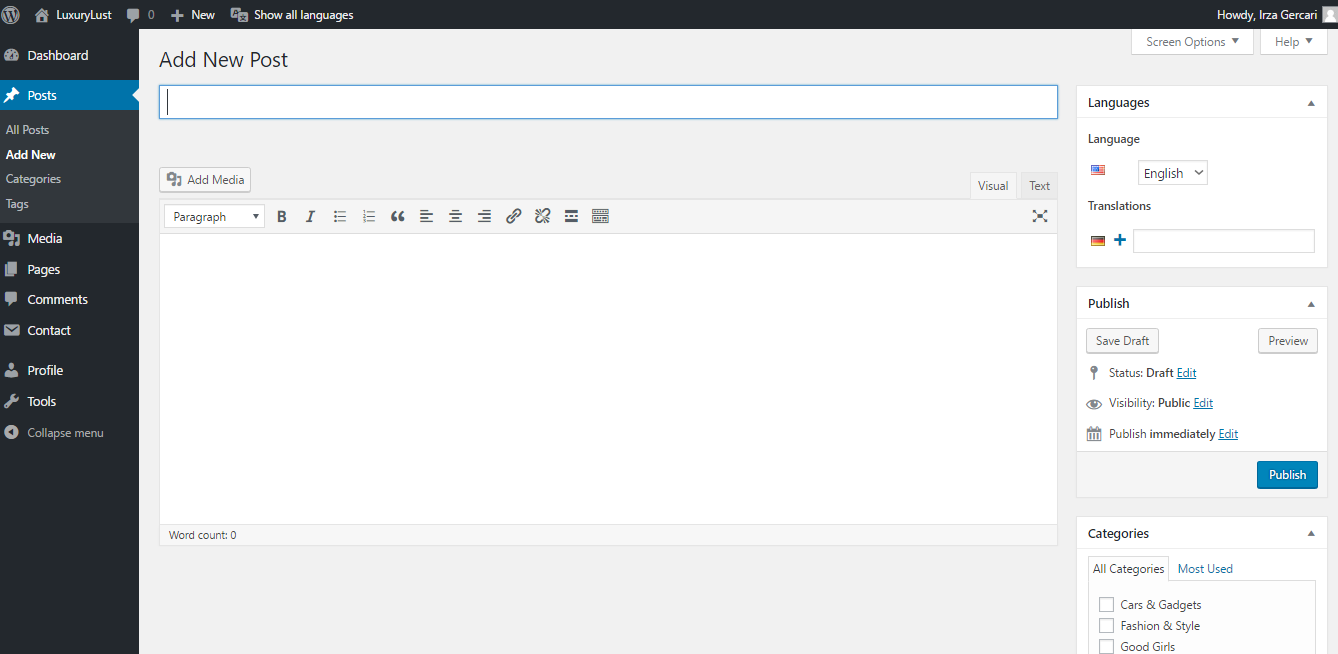 LuxuryLust 0 New Show all languages Howdy, Irza Gercari
Screen Options Help
Dashboard
Posts
All Posts
Add New
Categories
Tags
Media
Pages
Comments
Contact
Profile
Tools
Collapse menu
Add New Post
Add Media
Visual Text
Paragraph B I
Word count: 0
Languages
Language
English
Translations
Publish
Save Draft Preview
Status: Draft Edit
Visibility: Public Edit
Publish immediately Edit
Publish
Categories
All Categories Most Used
Cars & Gadgets
Fashion & Style
Good Girls